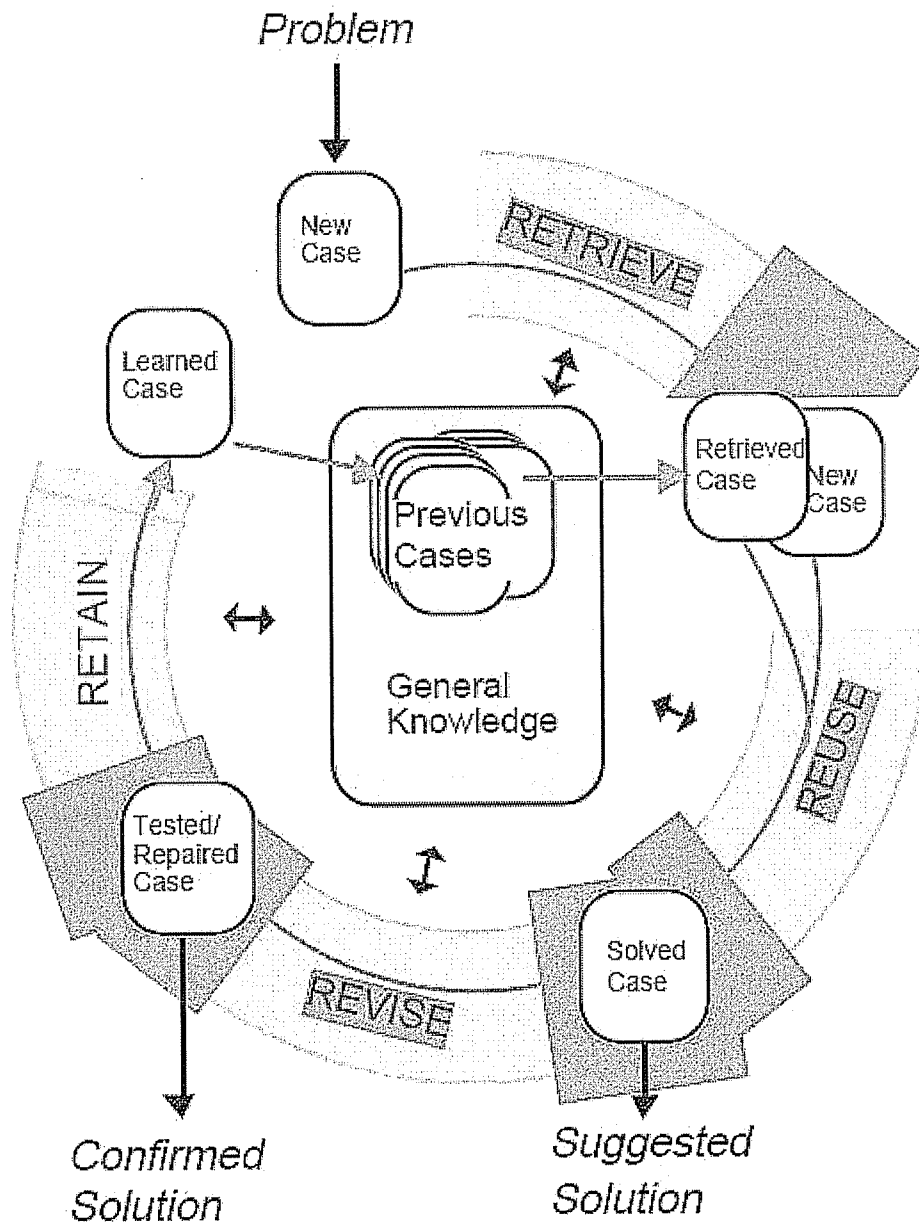 Problem
New
Case
RETRIEVE
Learned
Case
Retrieved
Case
New
Case
Previous
Cases
RETAIN
General
Knowledge
REUSE
Tested/
Repaired
Case
Solved
Case
REVISE
Confirmed
Solution
Suggested
Solution